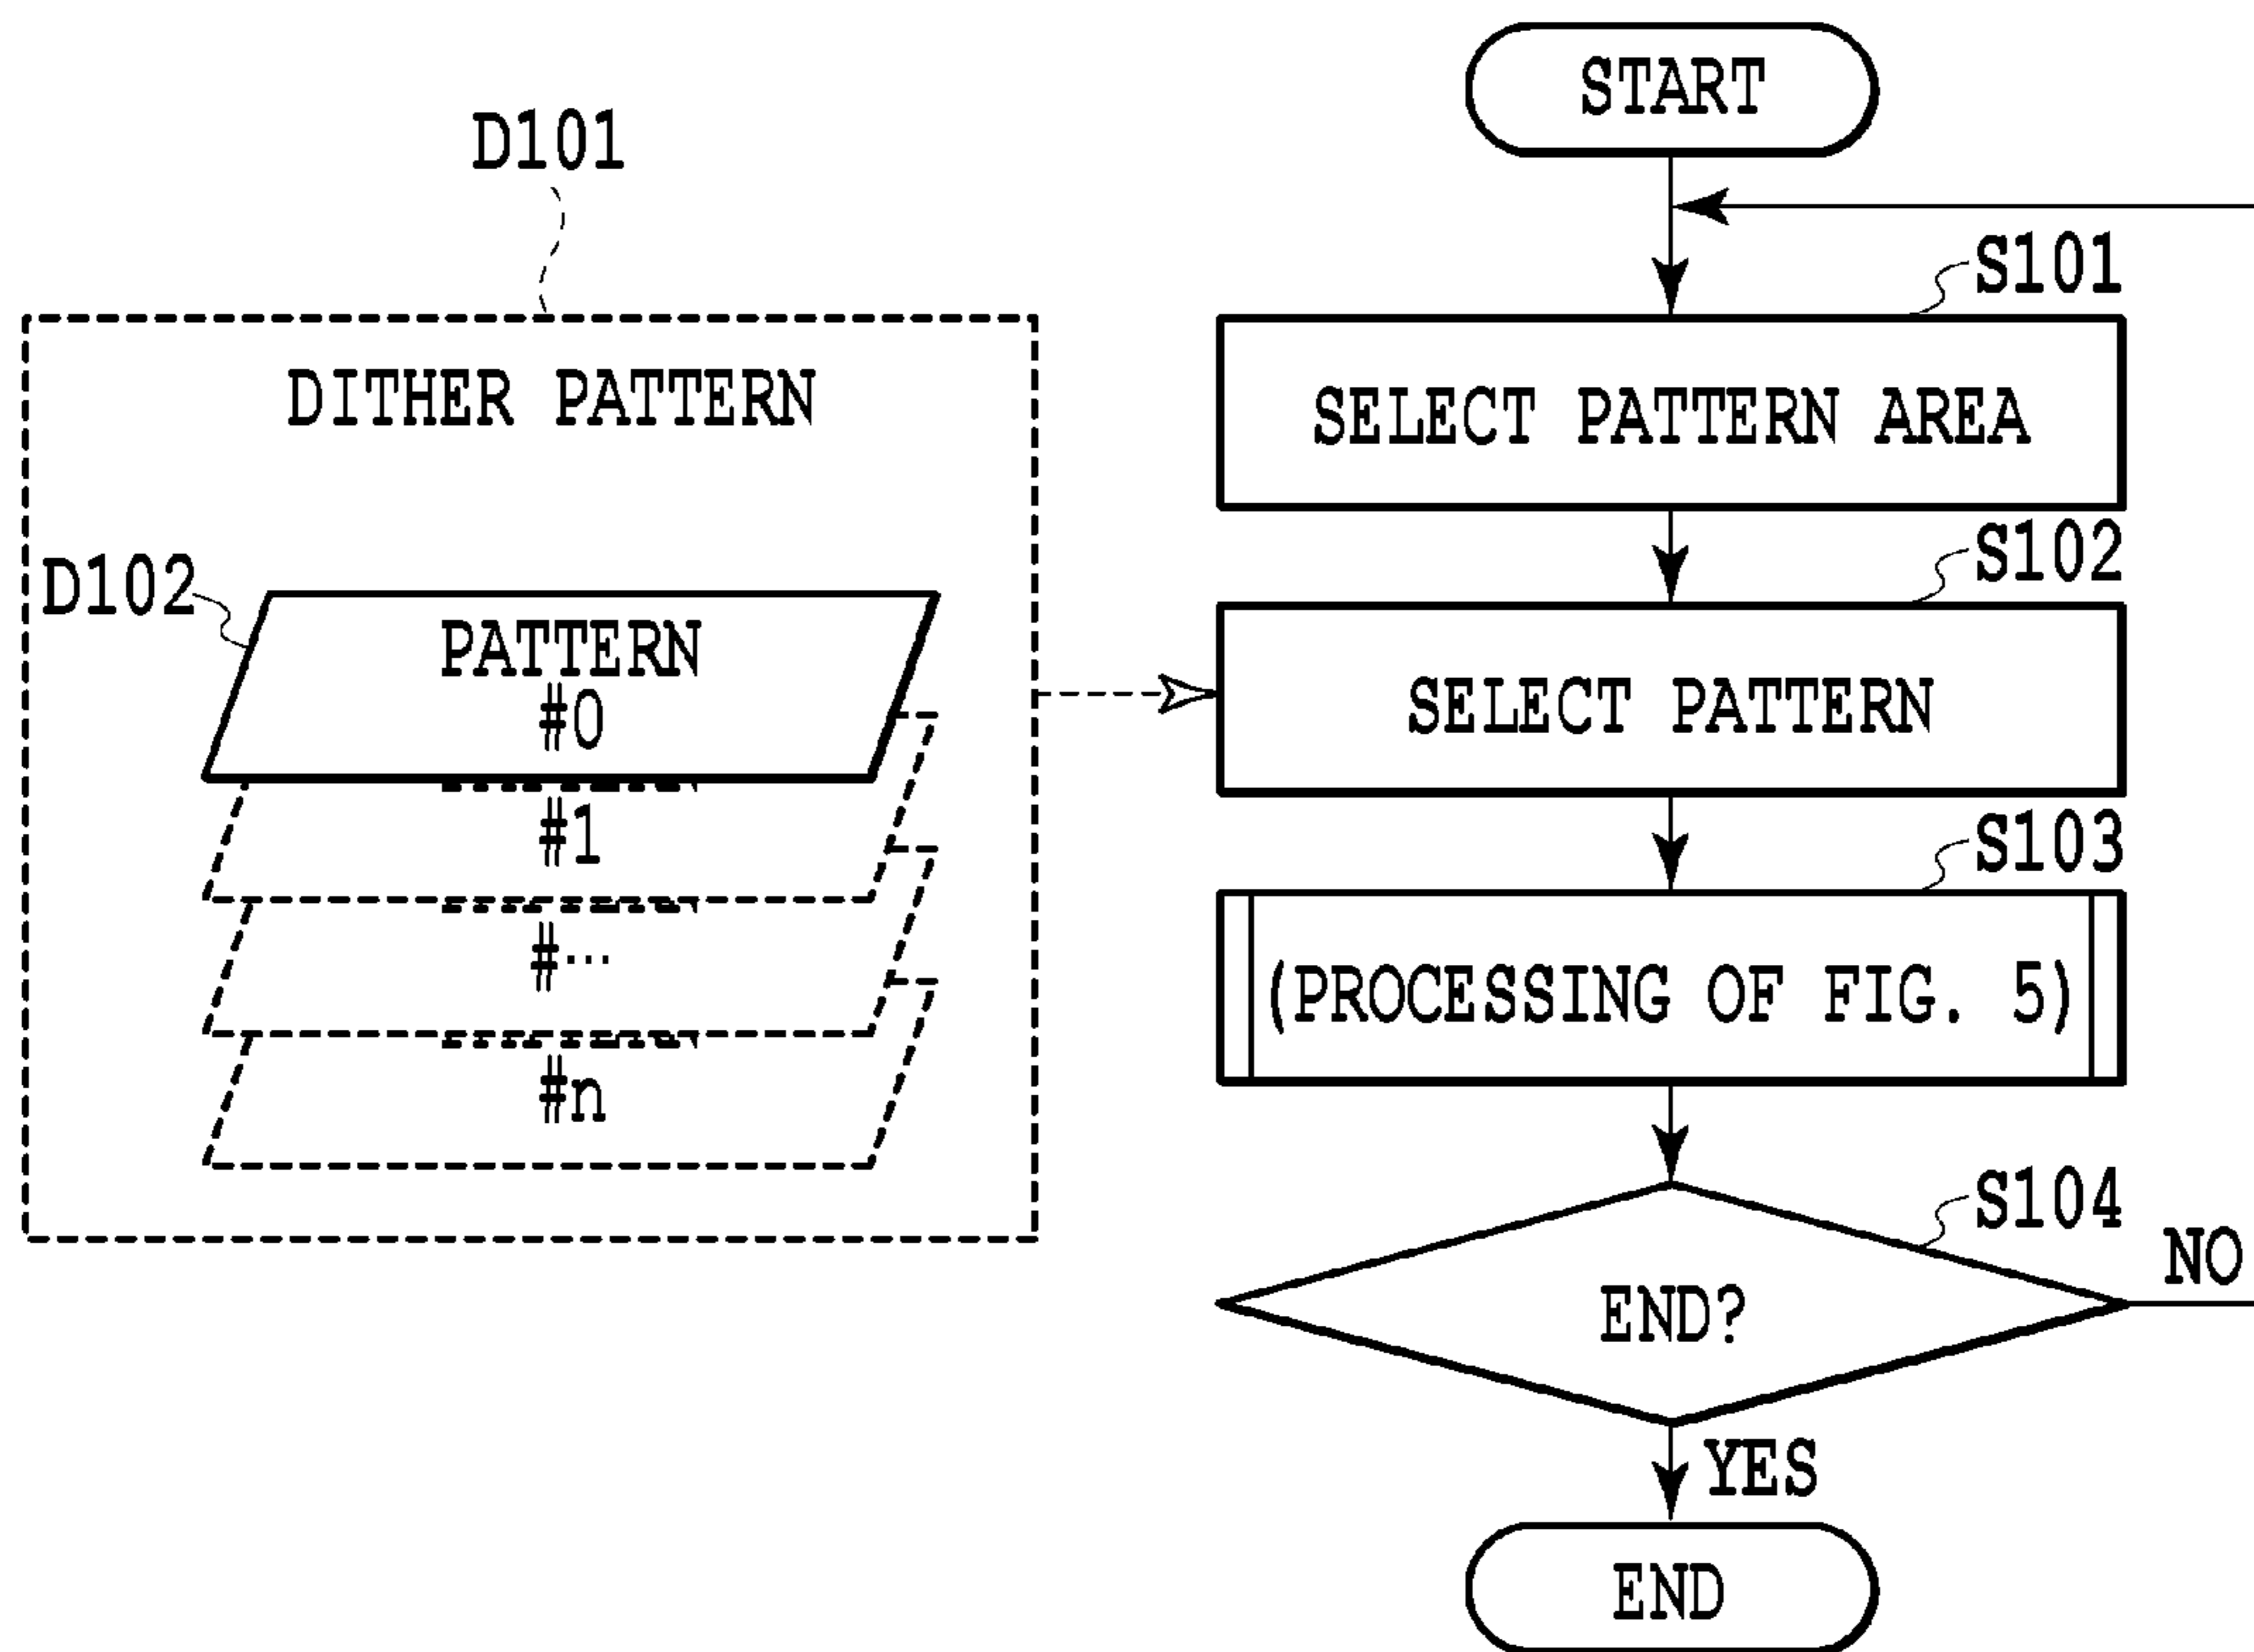 D101
DITHER PATTERN
D102
PATTERN
#0
#1
#···
#n
START
S101
SELECT PATTERN AREA
S102
SELECT PATTERN
S103
(PROCESSING OF FIG. 5)
S104
END?
NO
YES
END